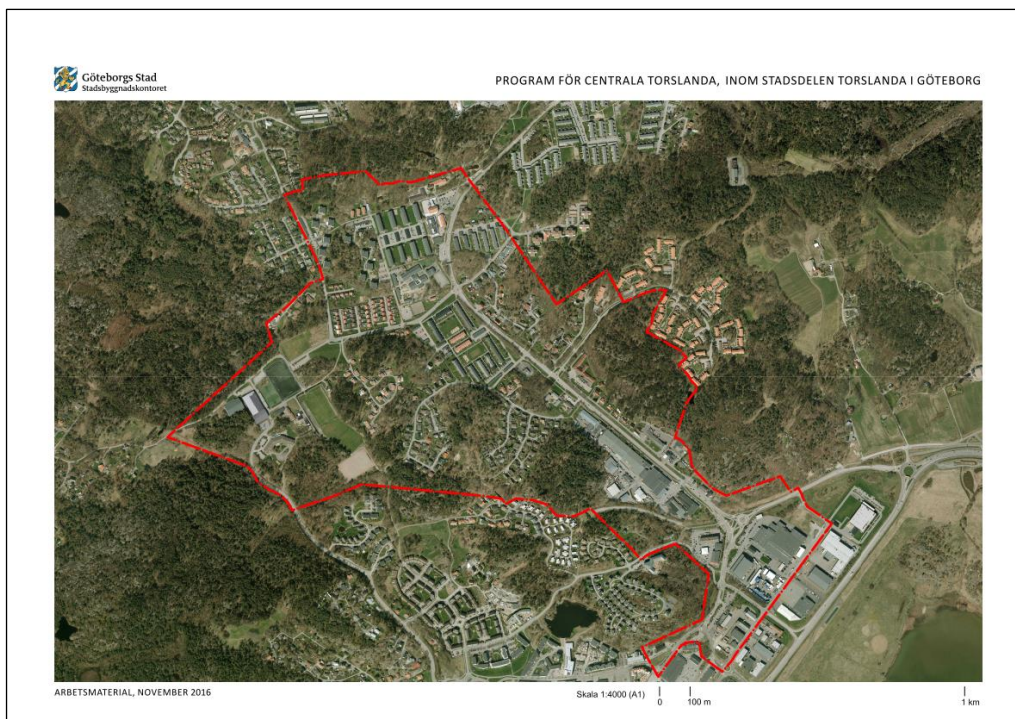 Göteborgs Stad
Stadsbyggnadskontoret
PROGRAM FÖR CENTRALA TORSLANDA, INOM STADSDELEN TORSLANDA I GÖTEBORG
ARBETSMATERIAL, NOVEMBER 2016
Skala 1:4000 (A1)
0 100 m 1 km